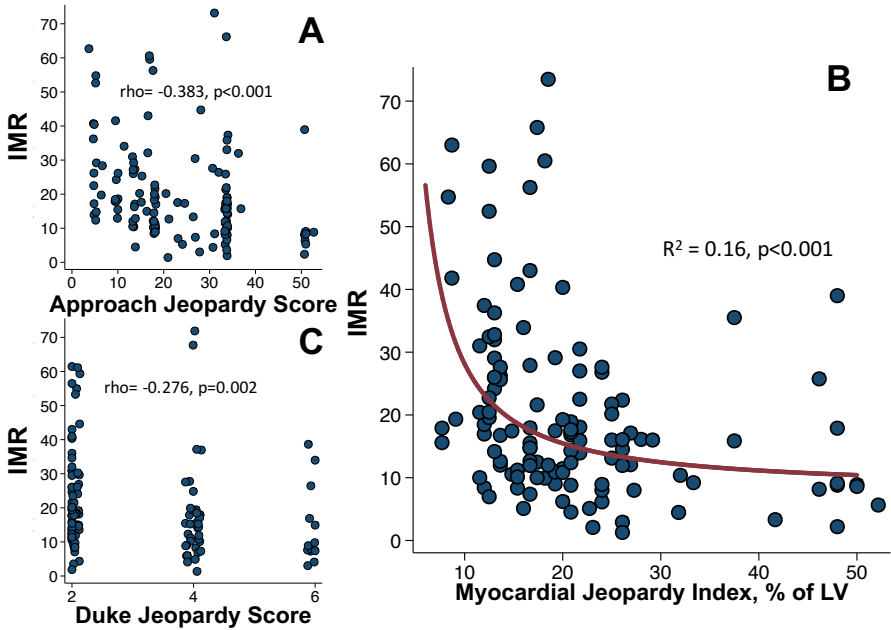 A
IMR
70
60
50
40
30
20
10
0
rho= -0.383, p<0.001
0 10 20 30 40 50 60
Approach Jeopardy Score
B
IMR
70
60
50
40
30
20
10
0
R² = 0.16, p<0.001
10 20 30 40 50
Myocardial Jeopardy Index, % of LV
C
IMR
70
60
50
40
30
20
10
0
rho= -0.276, p=0.002
2 4 6
Duke Jeopardy Score